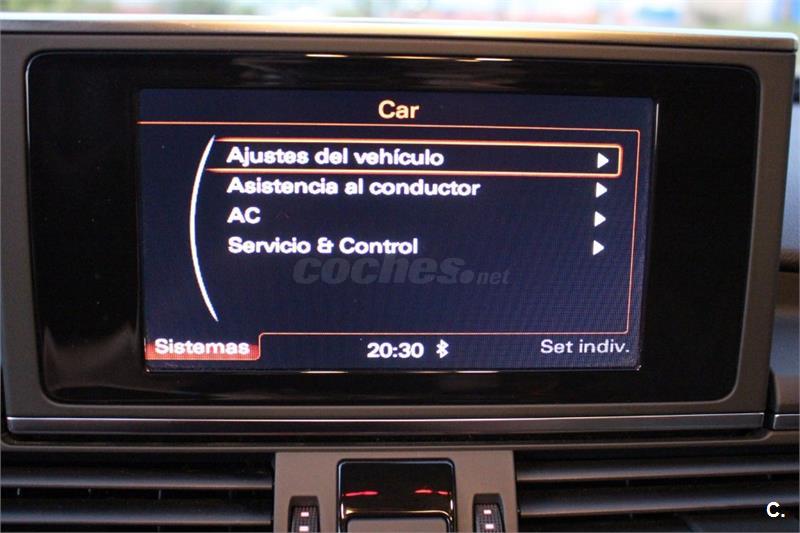 Car
Ajustes del vehículo
Asistencia al conductor
AC
Servicio & Control
coches.net
Sistemas
20:30
Set indiv.
C.